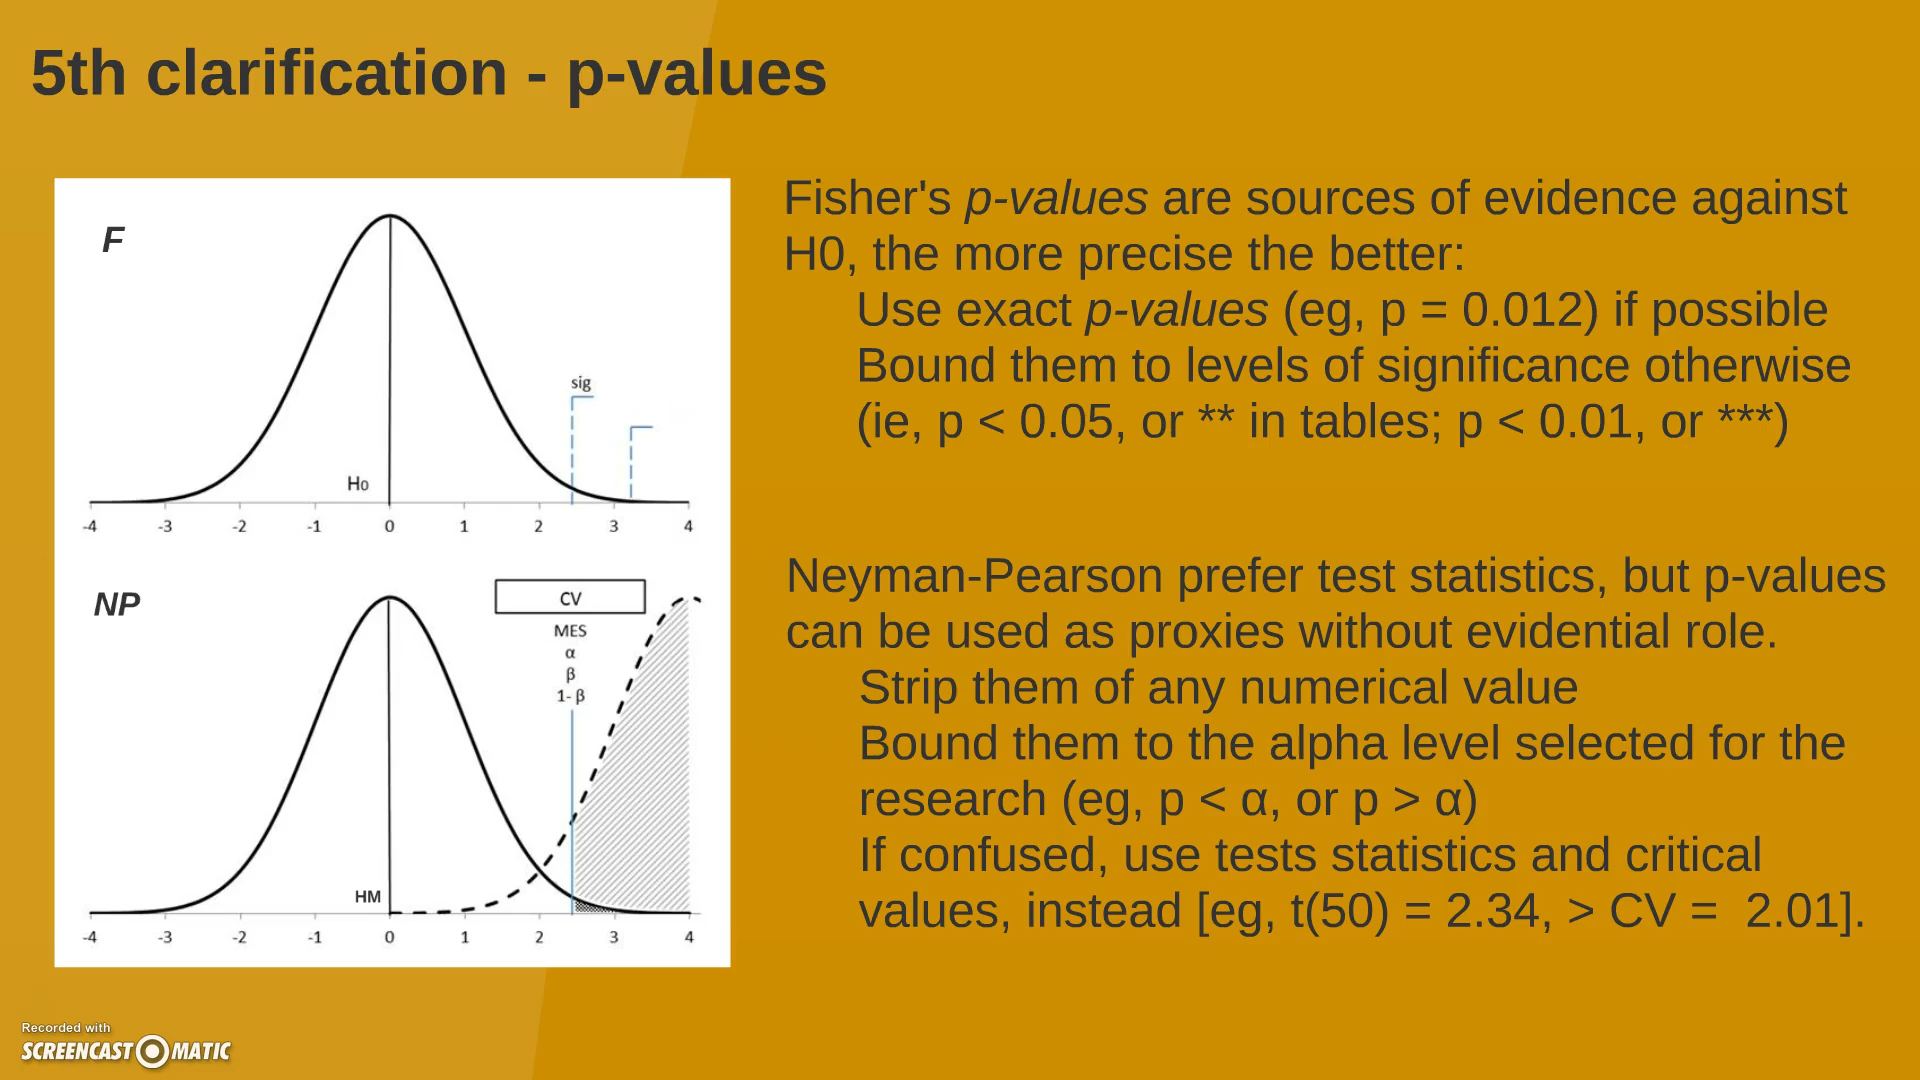 5th clarification - p-values
F
sig
H0
-4 -3 -2 -1 0 1 2 3 4
NP
CV
MES
α
β
1- β
HM
-4 -3 -2 -1 0 1 2 3 4
Fisher's p-values are sources of evidence against
H0, the more precise the better:
Use exact p-values (eg, p = 0.012) if possible
Bound them to levels of significance otherwise
(ie, p < 0.05, or ** in tables; p < 0.01, or ***)
Neyman-Pearson prefer test statistics, but p-values
can be used as proxies without evidential role.
Strip them of any numerical value
Bound them to the alpha level selected for the
research (eg, p < α, or p > α)
If confused, use tests statistics and critical
values, instead [eg, t(50) = 2.34, > CV =  2.01].
Recorded with
SCREENCAST MATIC